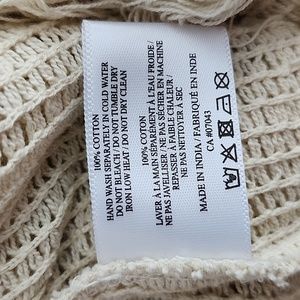 100% COTTON
HAND WASH SEPARATELY IN COLD WATER
DO NOT BLEACH / DO NOT TUMBLE DRY
IRON LOW HEAT / DO NOT DRY CLEAN
100% COTTON
LAVER À LA MAIN SÉPARÉMENT À L'EAU FROIDE /
NE PAS JAVELLISER / NE PAS SÉCHER EN MACHINE
REPASSER À FAIBLE CHALEUR /
NE PAS NETTOYER À SEC
MADE IN INDIA / FABRIQUÉ EN INDE
CA #07043